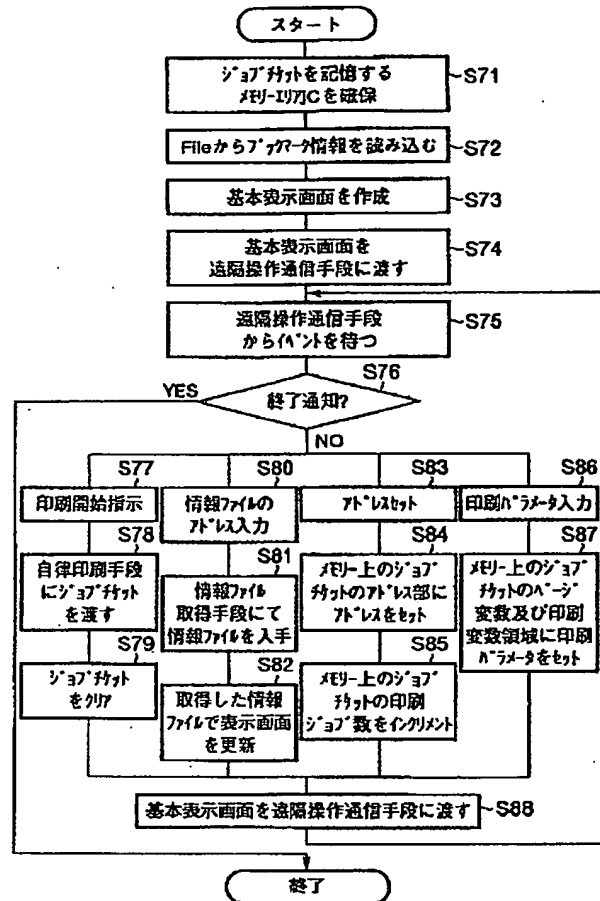 スタート
ジョブチケットを記憶する
メモリーエリアCを確保
S71
Fileからブックマーク情報を読み込む
S72
基本表示画面を作成
S73
基本表示画面を
遠隔操作通信手段に渡す
S74
遠隔操作通信手段
からイベントを待つ
S75
S76
終了通知?
YES
NO
S77
印刷開始指示
S78
自律印刷手段
にジョブチケット
を渡す
S79
ジョブチケット
をクリア
S80
情報ファイルの
アドレス入力
S81
情報ファイル
取得手段にて
情報ファイルを入手
S82
取得した情報
ファイルで表示画面
を更新
S83
アドレスセット
S84
メモリー上のジョブ
チケットのアドレス部に
アドレスをセット
S85
メモリー上のジョブ
チケットの印刷
ジョブ数をインクリメント
S86
印刷パラメータ入力
S87
メモリー上のジョブ
チケットのページ
変数及び印刷
変数領域に印刷
パラメータをセット
基本表示画面を遠隔操作通信手段に渡す
S88
終了